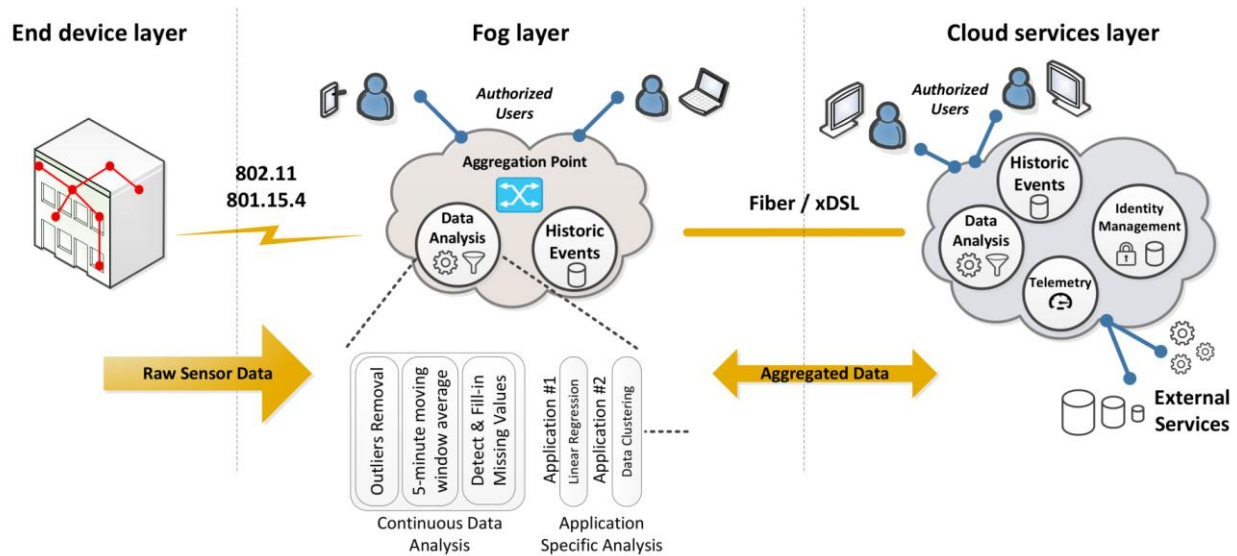 End device layer
Fog layer
Cloud services layer
Authorized
Users
Authorized
Users
802.11
801.15.4
Aggregation Point
Data
Analysis
Historic
Events
Fiber / xDSL
Historic
Events
Data
Analysis
Identity
Management
Telemetry
Raw Sensor Data
Aggregated Data
External
Services
Outliers Removal
5-minute moving
window average
Detect & Fill-in
Missing Values
Application #1
Linear Regression
Application #2
Data Clustering
Continuous Data
Analysis
Application
Specific Analysis